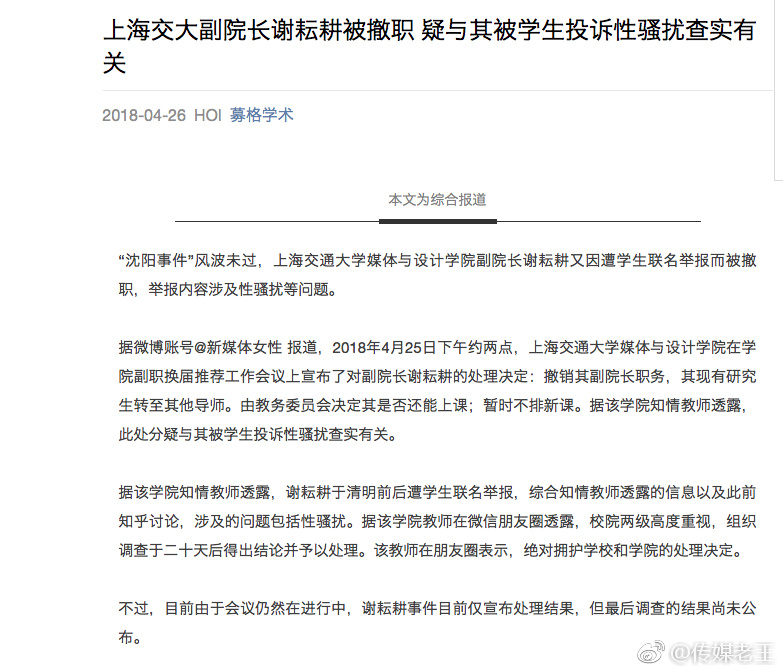 上海交大副院长谢耘耕被撤职 疑与其被学生投诉性骚扰查实有
关
2018-04-26 HOI 募格学术
本文为综合报道
“沈阳事件”风波未过，上海交通大学媒体与设计学院副院长谢耘耕又因遭学生联名举报而被撤
职，举报内容涉及性骚扰等问题。
据微博账号@新媒体女性 报道，2018年4月25日下午约两点，上海交通大学媒体与设计学院在学
院副职换届推荐工作会议上宣布了对副院长谢耘耕的处理决定：撤销其副院长职务，其现有研究
生转至其他导师。由教务委员会决定其是否还能上课；暂时不排新课。据该学院知情教师透露，
此处分疑与其被学生投诉性骚扰查实有关。
据该学院知情教师透露，谢耘耕于清明前后遭学生联名举报，综合知情教师透露的信息以及此前
知乎讨论，涉及的问题包括性骚扰。据该学院教师在微信朋友圈透露，校院两级高度重视，组织
调查于二十天后得出结论并予以处理。该教师在朋友圈表示，绝对拥护学校和学院的处理决定。
不过，目前由于会议仍然在进行中，谢耘耕事件目前仅宣布处理结果，但最后调查的结果尚未公
布。
@传媒老王